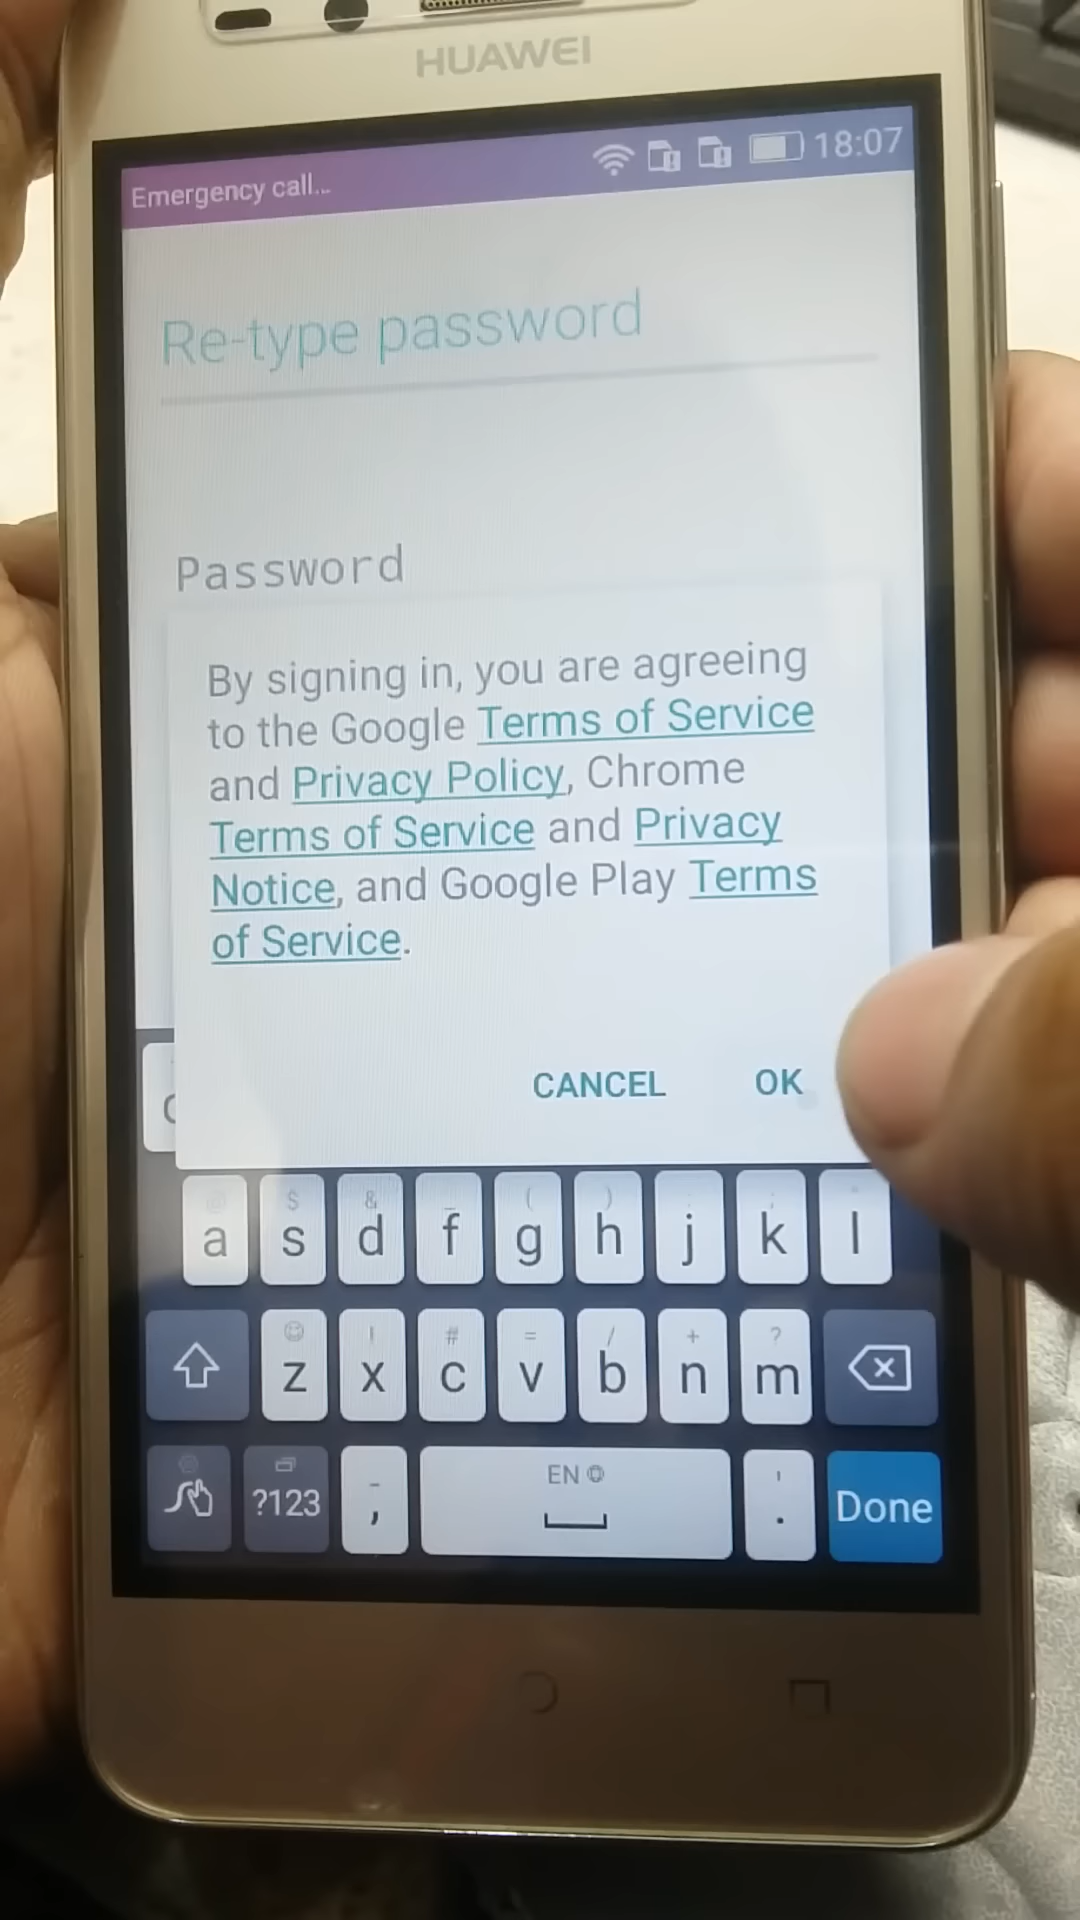 HUAWEI
Emergency call... 18:07
Re-type password
Password
By signing in, you are agreeing
to the Google Terms of Service
and Privacy Policy, Chrome
Terms of Service and Privacy
Notice, and Google Play Terms
of Service.
CANCEL OK
$ & _ ( ) : ;
a s d f g h j k l
! # = / + ?
z x c v b n m
EN
?123 , . Done